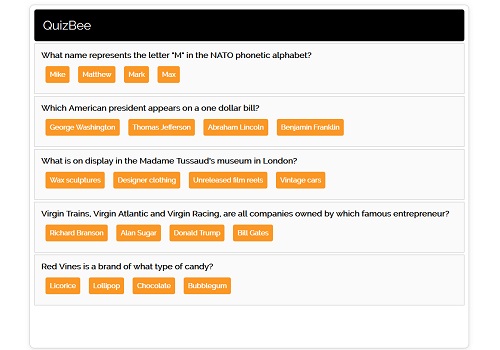 QuizBee
What name represents the letter "M" in the NATO phonetic alphabet?
Mike Matthew Mark Max
Which American president appears on a one dollar bill?
George Washington Thomas Jefferson Abraham Lincoln Benjamin Franklin
What is on display in the Madame Tussaud's museum in London?
Wax sculptures Designer clothing Unreleased film reels Vintage cars
Virgin Trains, Virgin Atlantic and Virgin Racing, are all companies owned by which famous entrepreneur?
Richard Branson Alan Sugar Donald Trump Bill Gates
Red Vines is a brand of what type of candy?
Licorice Lollipop Chocolate Bubblegum